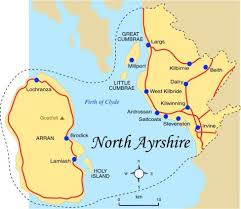 GREAT
CUMBRAE
Largs
Millport
Kilbirnie
Beith
LITTLE
CUMBRAE
Dalry
West Kilbride
Lochranza
Firth of Clyde
Kilwinning
Ardrossan
Saltcoats
Stevenston
Irvine
Goatfell
ARRAN
Brodick
North Ayrshire
Lamlash
HOLY
ISLAND
0
10
km